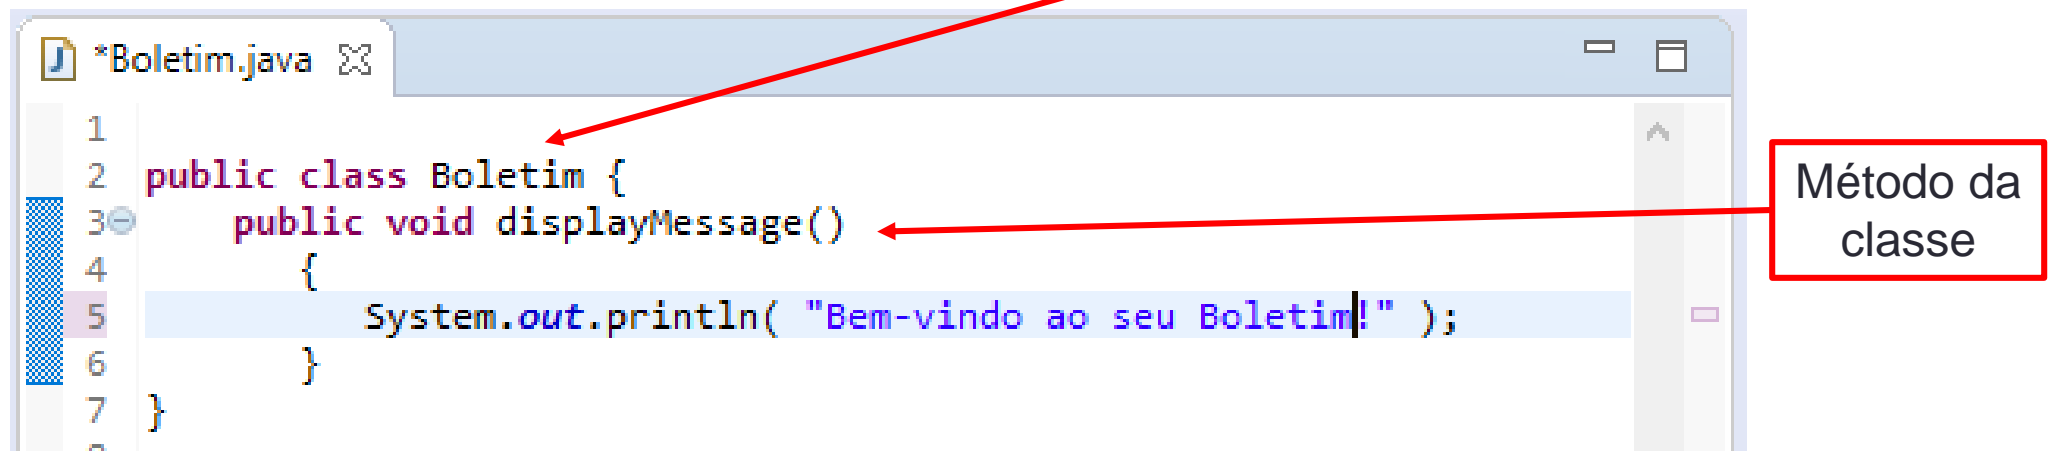 *Boletim.java
1
2 public class Boletim {
3 public void displayMessage()
4 {
5 System.out.println( "Bem-vindo ao seu Boletim!" );
6 }
7 }
Método da
classe